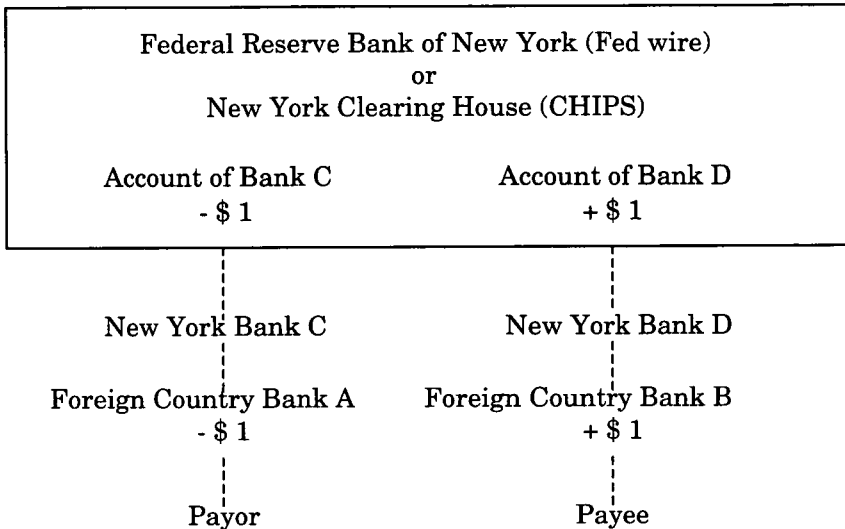 Federal Reserve Bank of New York (Fed wire)
or
New York Clearing House (CHIPS)
Account of Bank C Account of Bank D
- $ 1 + $ 1
New York Bank C New York Bank D
Foreign Country Bank A Foreign Country Bank B
- $ 1 + $ 1
Payor Payee